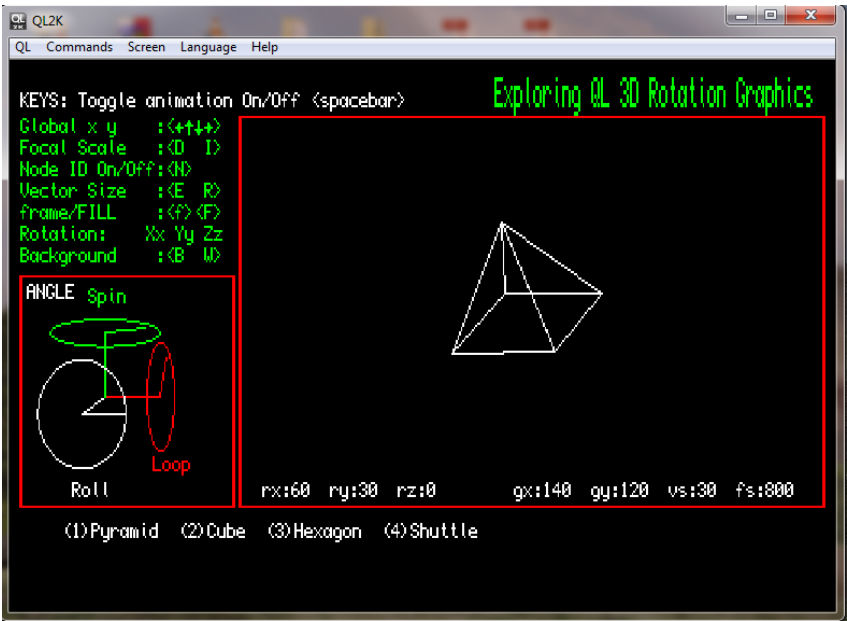 QL2K
QL Commands Screen Language Help
Exploring QL 3D Rotation Graphics
KEYS: Toggle animation On/Off <spacebar>
Global x y :<←↑↓→>
Focal Scale :<D I>
Node ID On/Off:<N>
Vector Size :<E R>
frame/FILL :<f><F>
Rotation: Xx Yy Zz
Background :<B W>
ANGLE Spin
Loop
Roll
rx:60 ry:30 rz:0 gx:140 gy:120 vs:30 fs:800
(1)Pyramid (2)Cube (3)Hexagon (4)Shuttle